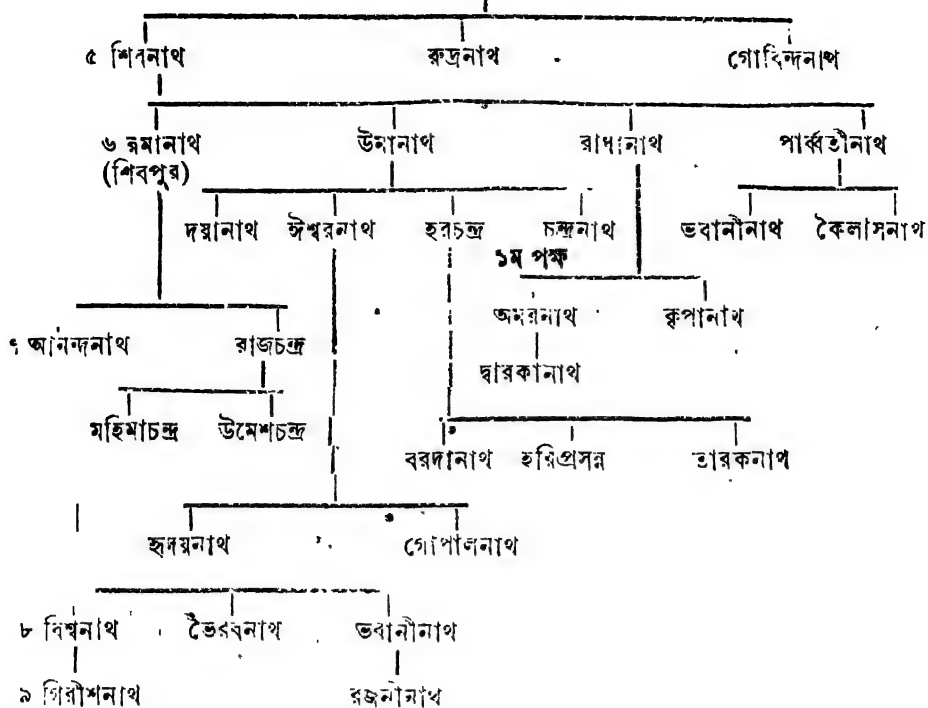 ৫ শিবনাথ রুদ্রনাথ গোবিন্দনাথ
৬ রমানাথ উমানাথ রাধানাথ পার্ব্বতীনাথ
(শিবপুর)
দয়ানাথ ঈশ্বরনাথ হরচন্দ্র চন্দ্রনাথ ভবানীনাথ কৈলাসনাথ
১ম পক্ষ
অমরনাথ কৃপানাথ
৭ আনন্দনাথ রাজচন্দ্র
দ্বারকানাথ
মহিমাচন্দ্র উমেশচন্দ্র
বরদানাথ হরিপ্রসন্ন তারকনাথ
হৃদয়নাথ গোপালনাথ
৮ বিশ্বনাথ ভৈরবনাথ ভবানীনাথ
৯ গিরীশনাথ রজনীনাথ